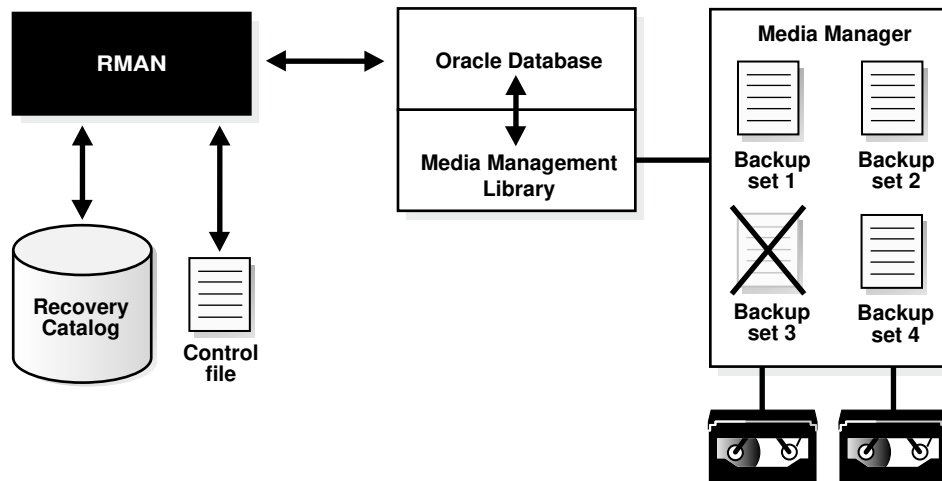 RMAN
Oracle Database
Media Management
Library
Media Manager
Backup
set 1
Backup
set 2
Backup
set 3
Backup
set 4
Recovery
Catalog
Control
file